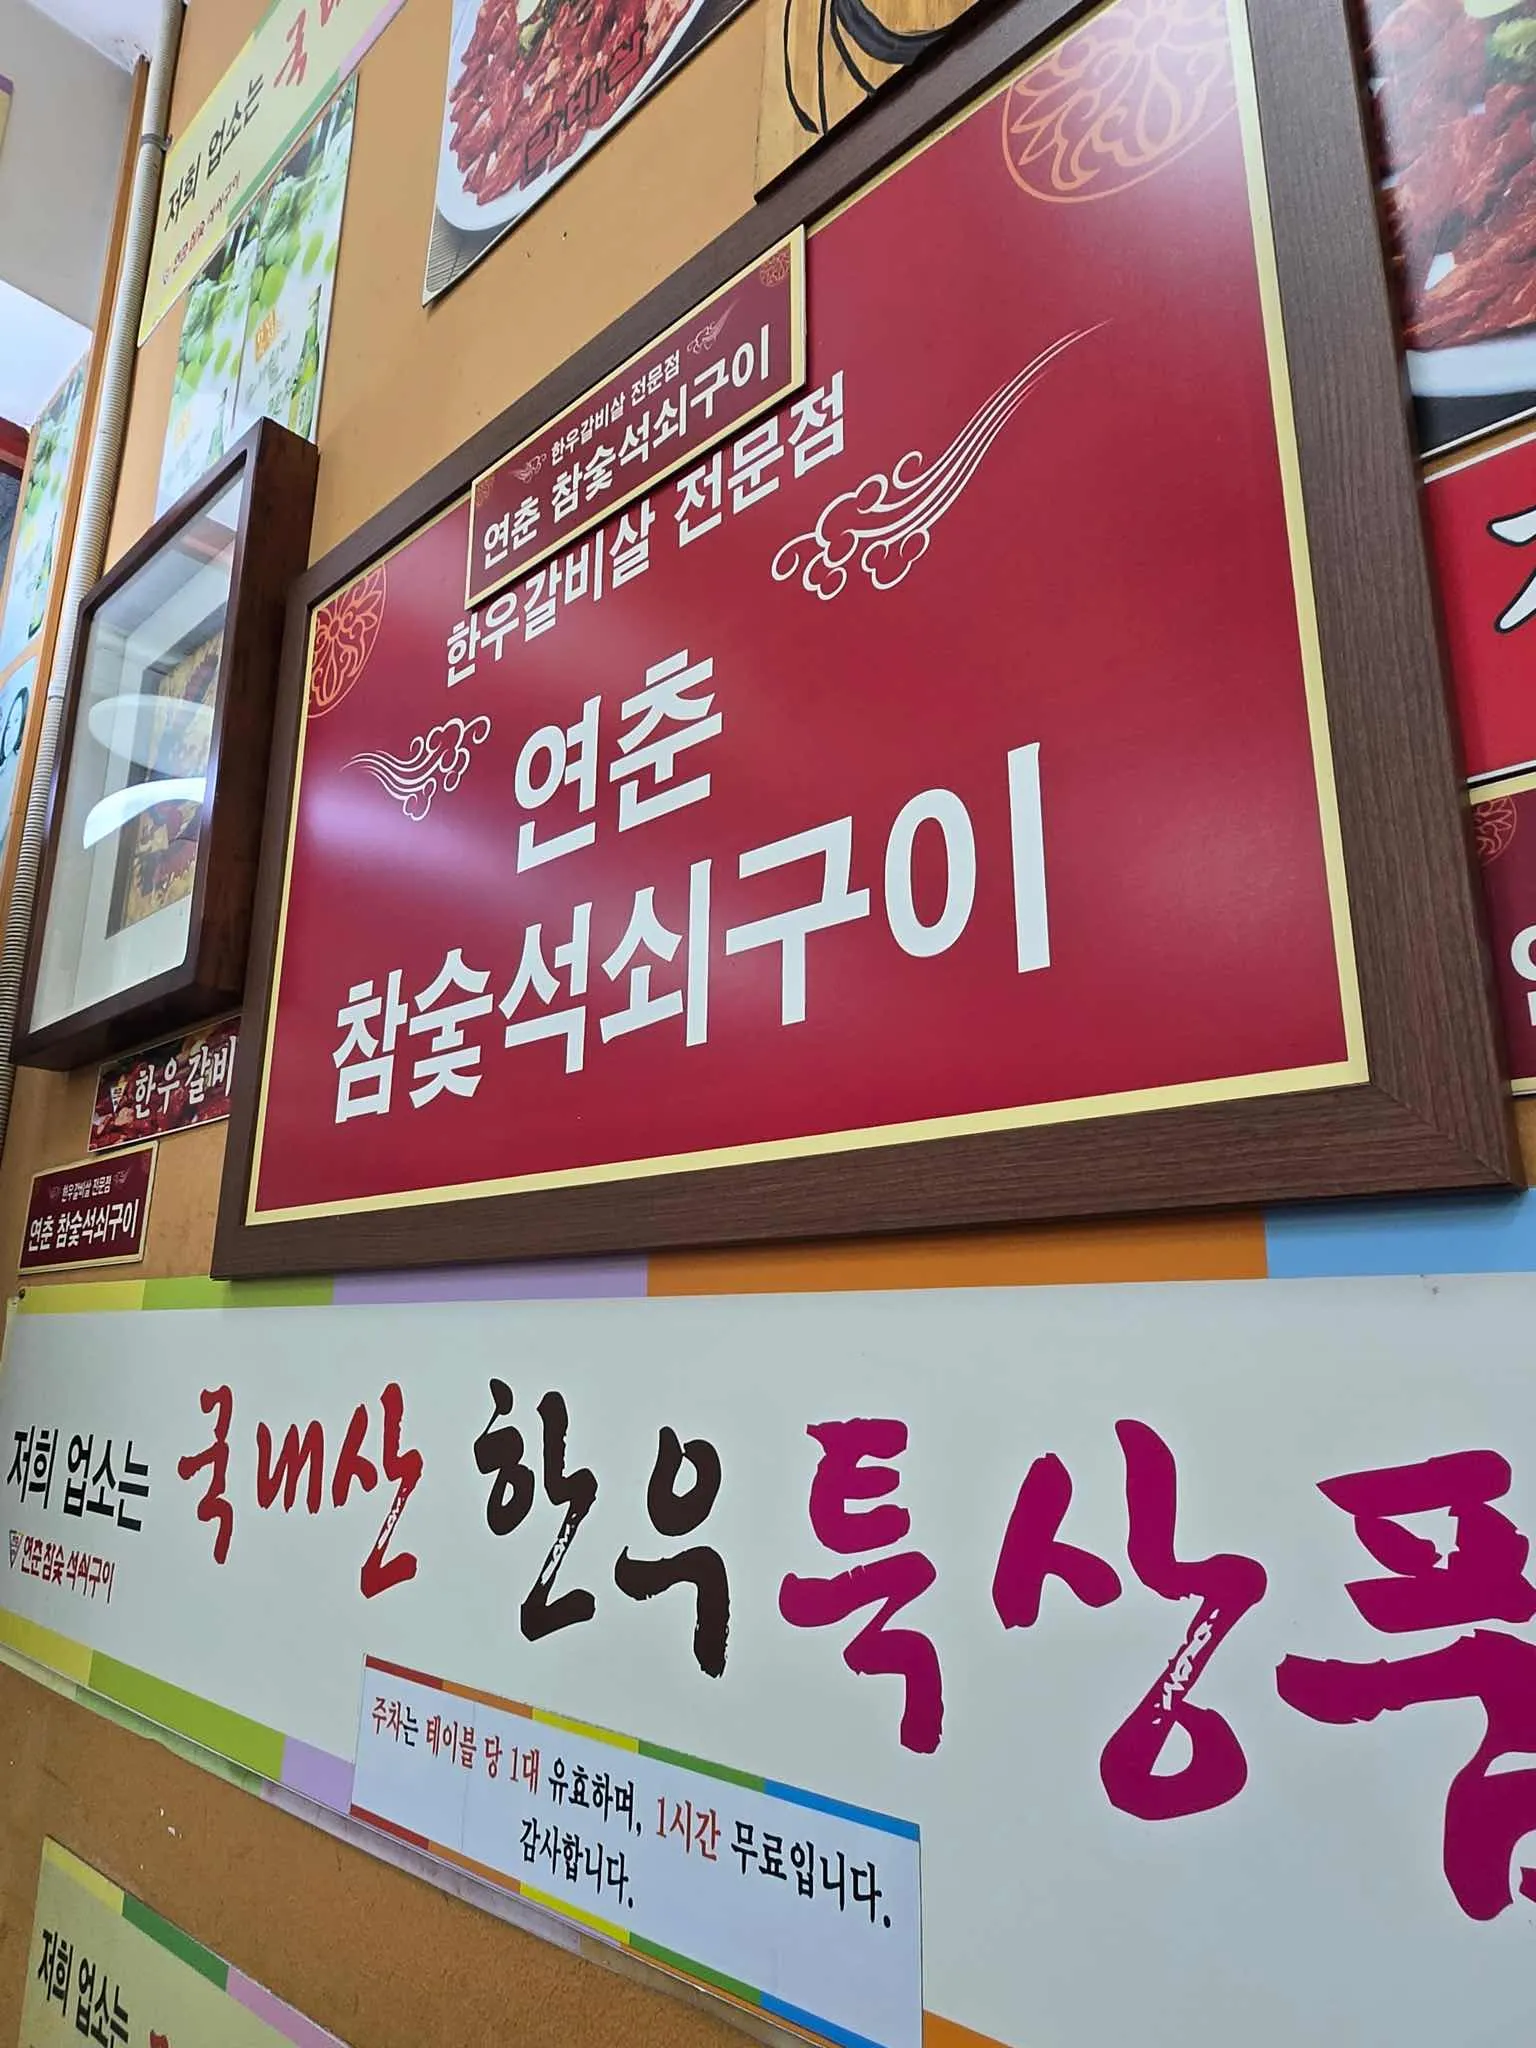 저희 업소는
갈비살
한우갈비살 전문점
연춘 참숯석쇠구이
한우갈비살 전문점
연춘
참숯석쇠구이
한우갈비
한우갈비살 전문점
연춘 참숯석쇠구이
저희 업소는 국내산 한우 특상품
연춘참숯 석쇠구이
주차는 테이블 당 1대 유효하며, 1시간 무료입니다.
감사합니다.
저희 업소는